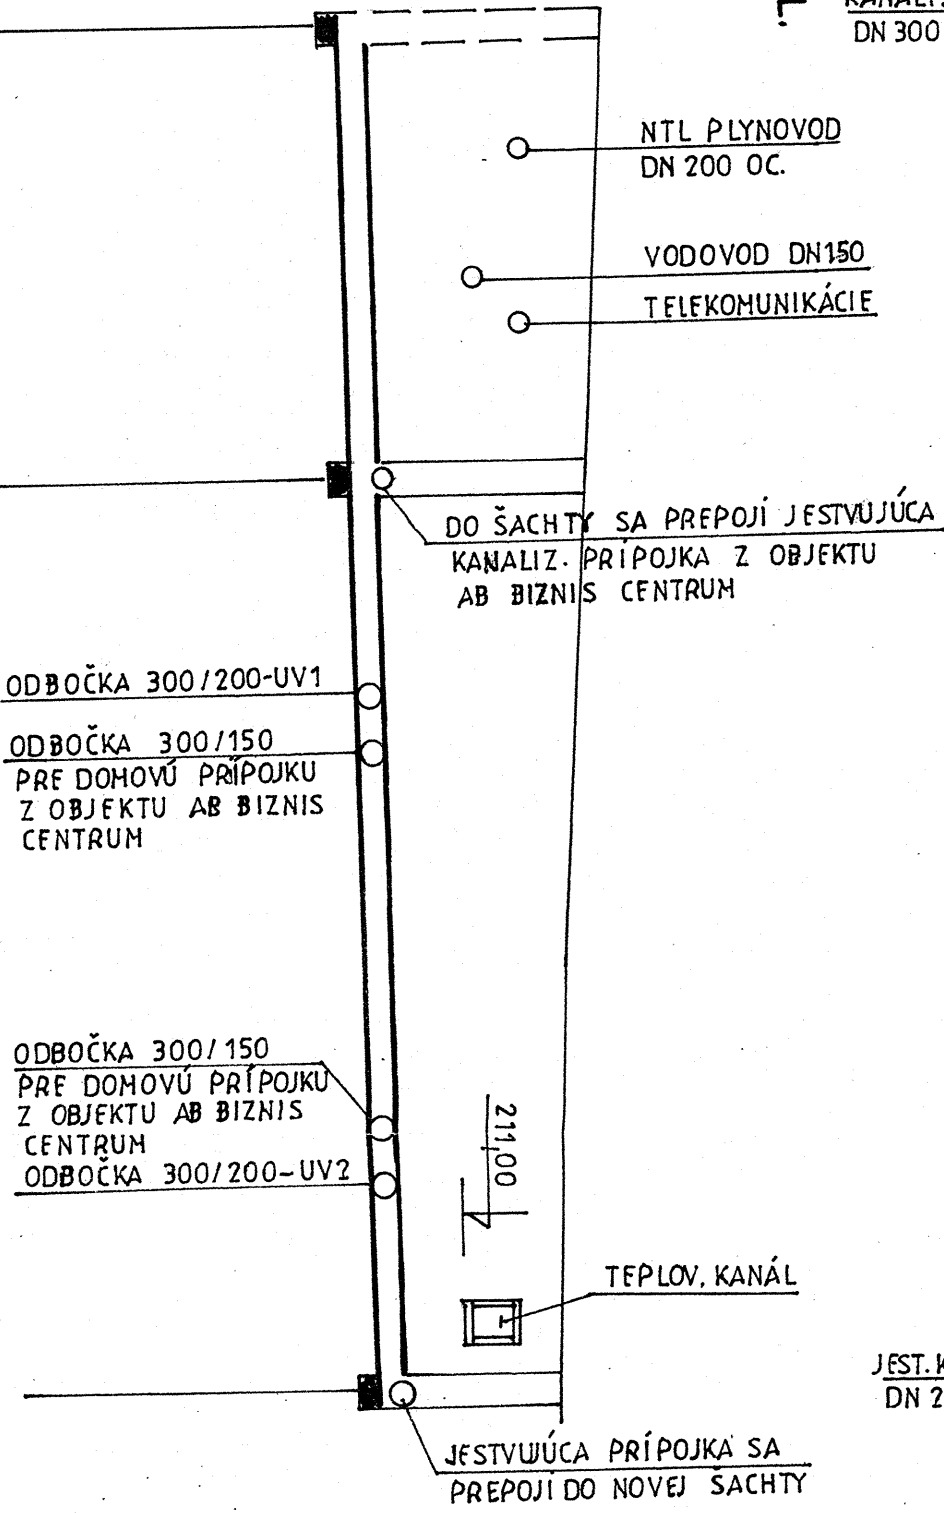 DN 300
NTL PLYNOVOD
DN 200 OC.
VODOVOD DN150
TELEKOMUNIKÁCIE
DO ŠACHTY SA PREPOJÍ JESTVUJÚCA
KANALIZ. PRÍPOJKA Z OBJEKTU
AB BIZNIS CENTRUM
ODBOČKA 300/200-UV1
ODBOČKA 300/150
PRE DOMOVÚ PRÍPOJKU
Z OBJEKTU AB BIZNIS
CENTRUM
ODBOČKA 300/150
PRE DOMOVÚ PRÍPOJKU
Z OBJEKTU AB BIZNIS
CENTRUM
ODBOČKA 300/200-UV2
211,00
TEPLOV. KANÁL
JEST. K
DN 2
JESTVUJÚCA PRÍPOJKA SA
PREPOJÍ DO NOVEJ ŠACHTY